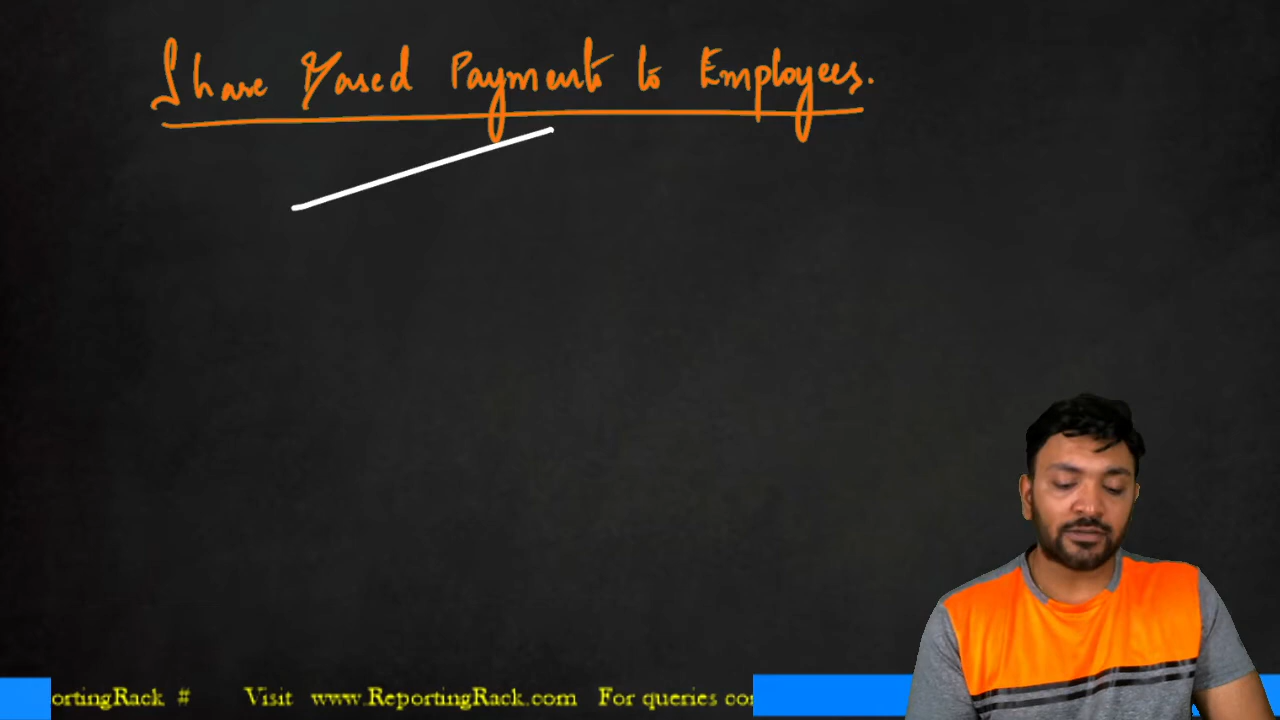 Share Based Payments to Employees.
ortingRack # Visit www.ReportingRack.com For queries co